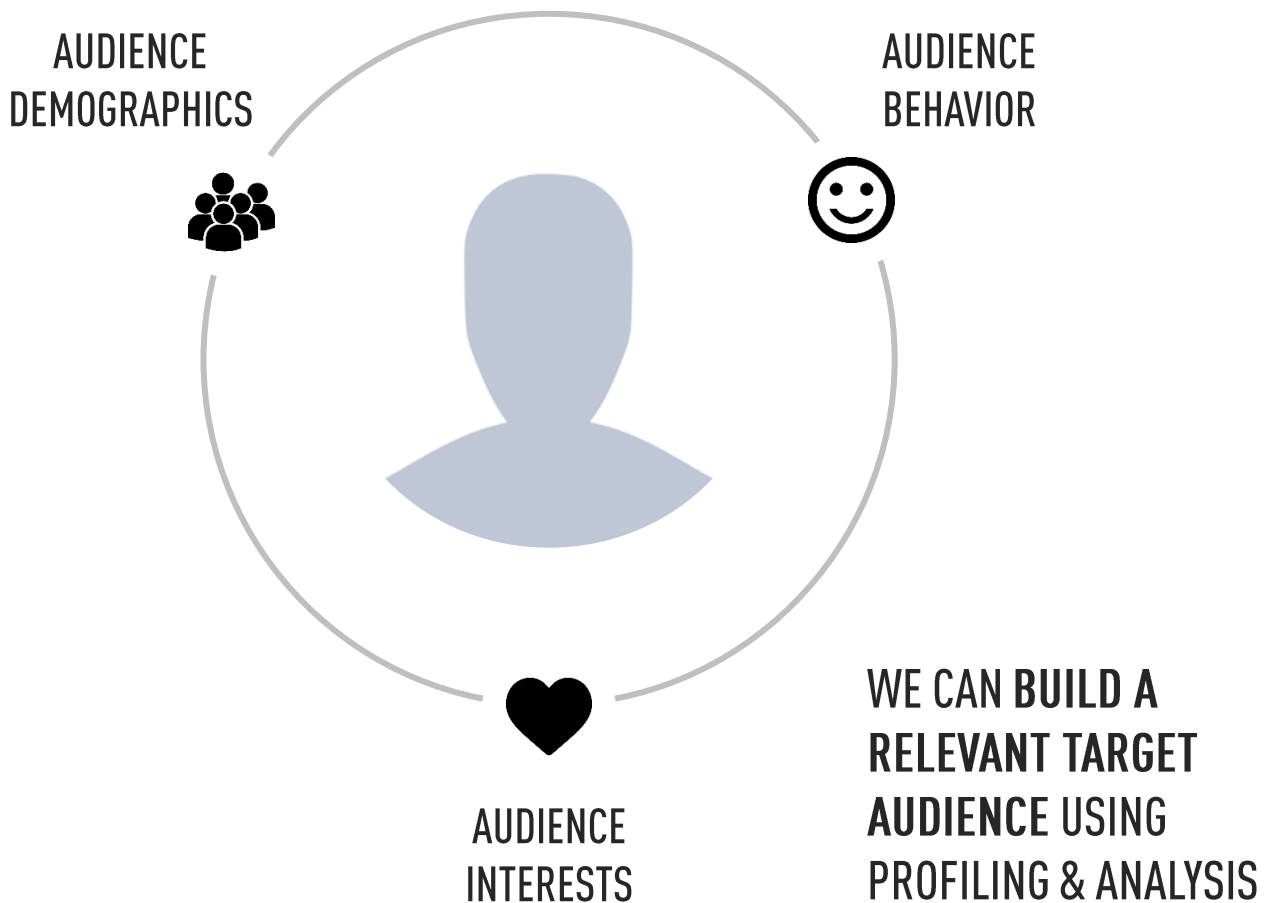 AUDIENCE
DEMOGRAPHICS
AUDIENCE
BEHAVIOR
AUDIENCE
INTERESTS
WE CAN BUILD A
RELEVANT TARGET
AUDIENCE USING
PROFILING & ANALYSIS